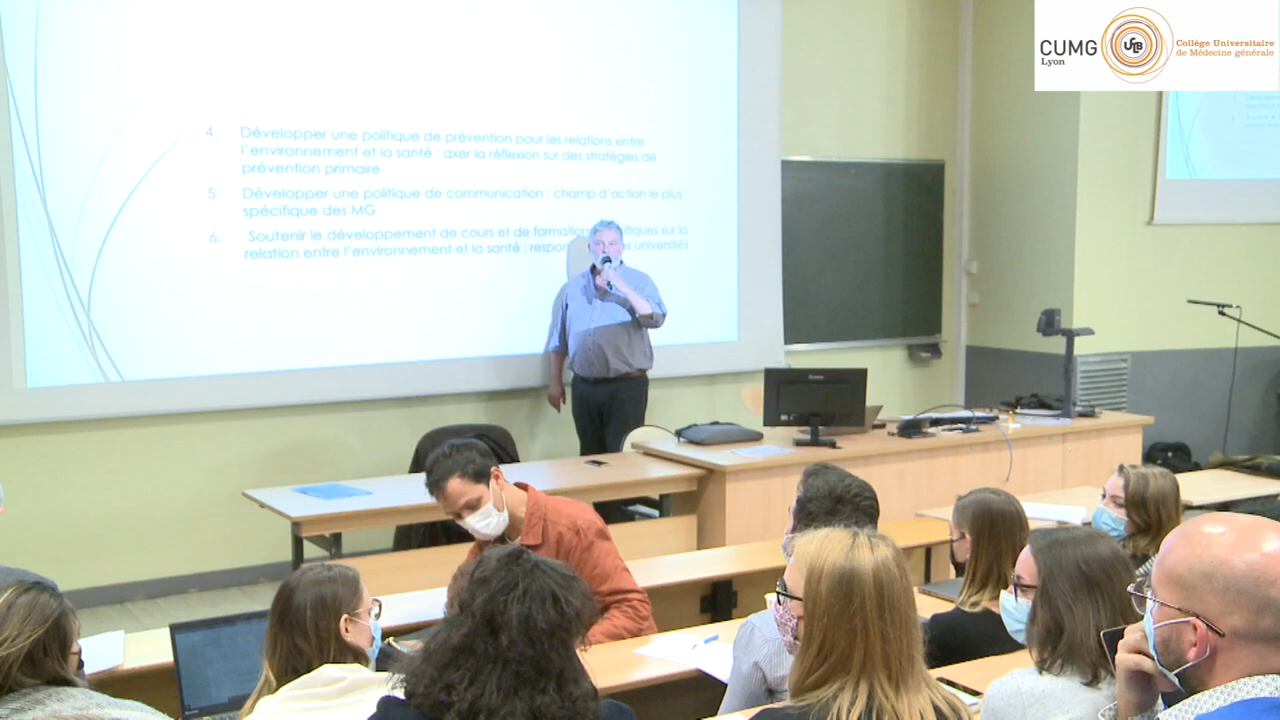 CUMG
Lyon
UCLB
Collège Universitaire
de Médecine générale
4. Développer une politique de prévention pour les relations entre
l'environnement et la santé : axer la réflexion sur des stratégies de
prévention primaire
5. Développer une politique de communication : champ d'action le plus
spécifique des MG
6. Soutenir le développement de cours et de formation sur la
relation entre l'environnement et la santé : universités